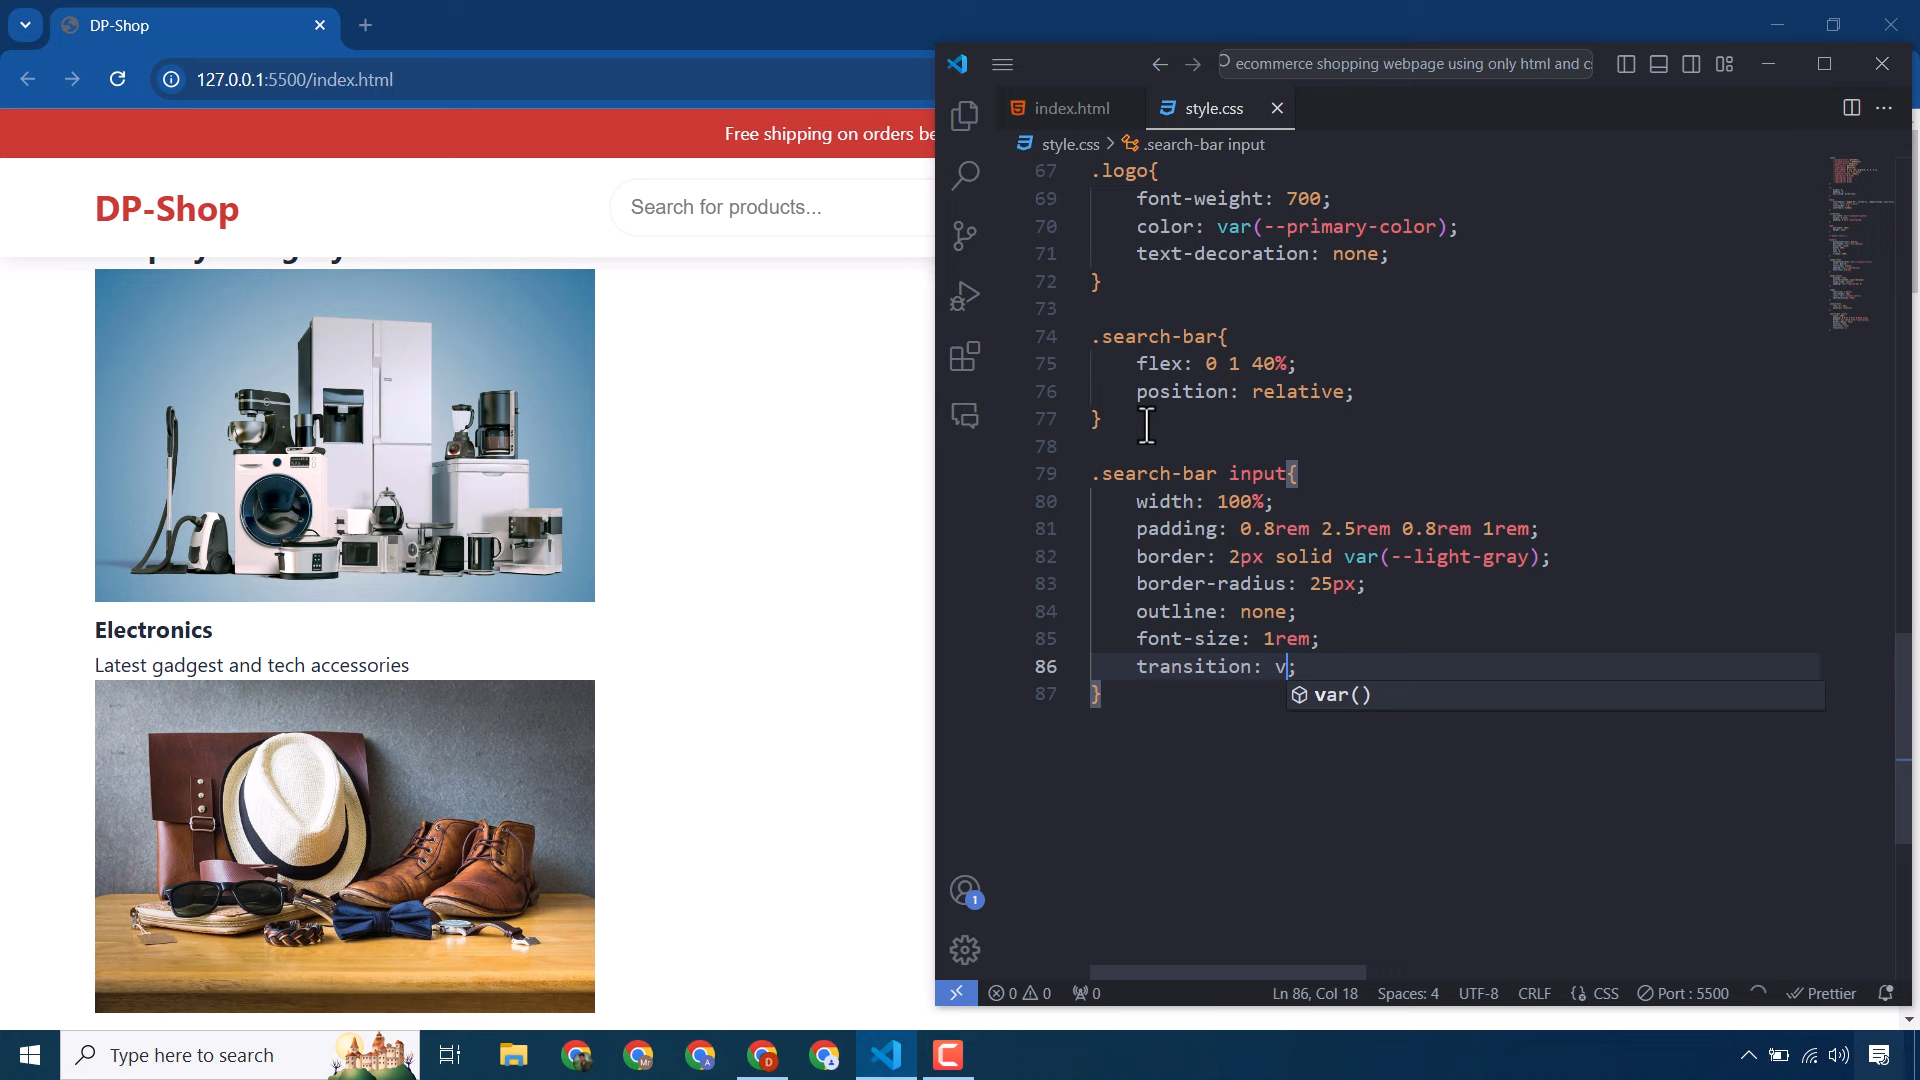 DP-Shop
127.0.0.1:5500/index.html
Free shipping on orders be
DP-Shop
Search for products...
Electronics
Latest gadgest and tech accessories
ecommerce shopping webpage using only html and c
index.html
style.css
style.css > .search-bar input
67 .logo{
69 font-weight: 700;
70 color: var(--primary-color);
71 text-decoration: none;
72 }
73
74 .search-bar{
75 flex: 0 1 40%;
76 position: relative;
77 }
78
79 .search-bar input{
80 width: 100%;
81 padding: 0.8rem 2.5rem 0.8rem 1rem;
82 border: 2px solid var(--light-gray);
83 border-radius: 25px;
84 outline: none;
85 font-size: 1rem;
86 transition: v;
87 }
var()
1
0 0 0 Ln 86, Col 18 Spaces: 4 UTF-8 CRLF {} CSS Port : 5500 Prettier
Type here to search